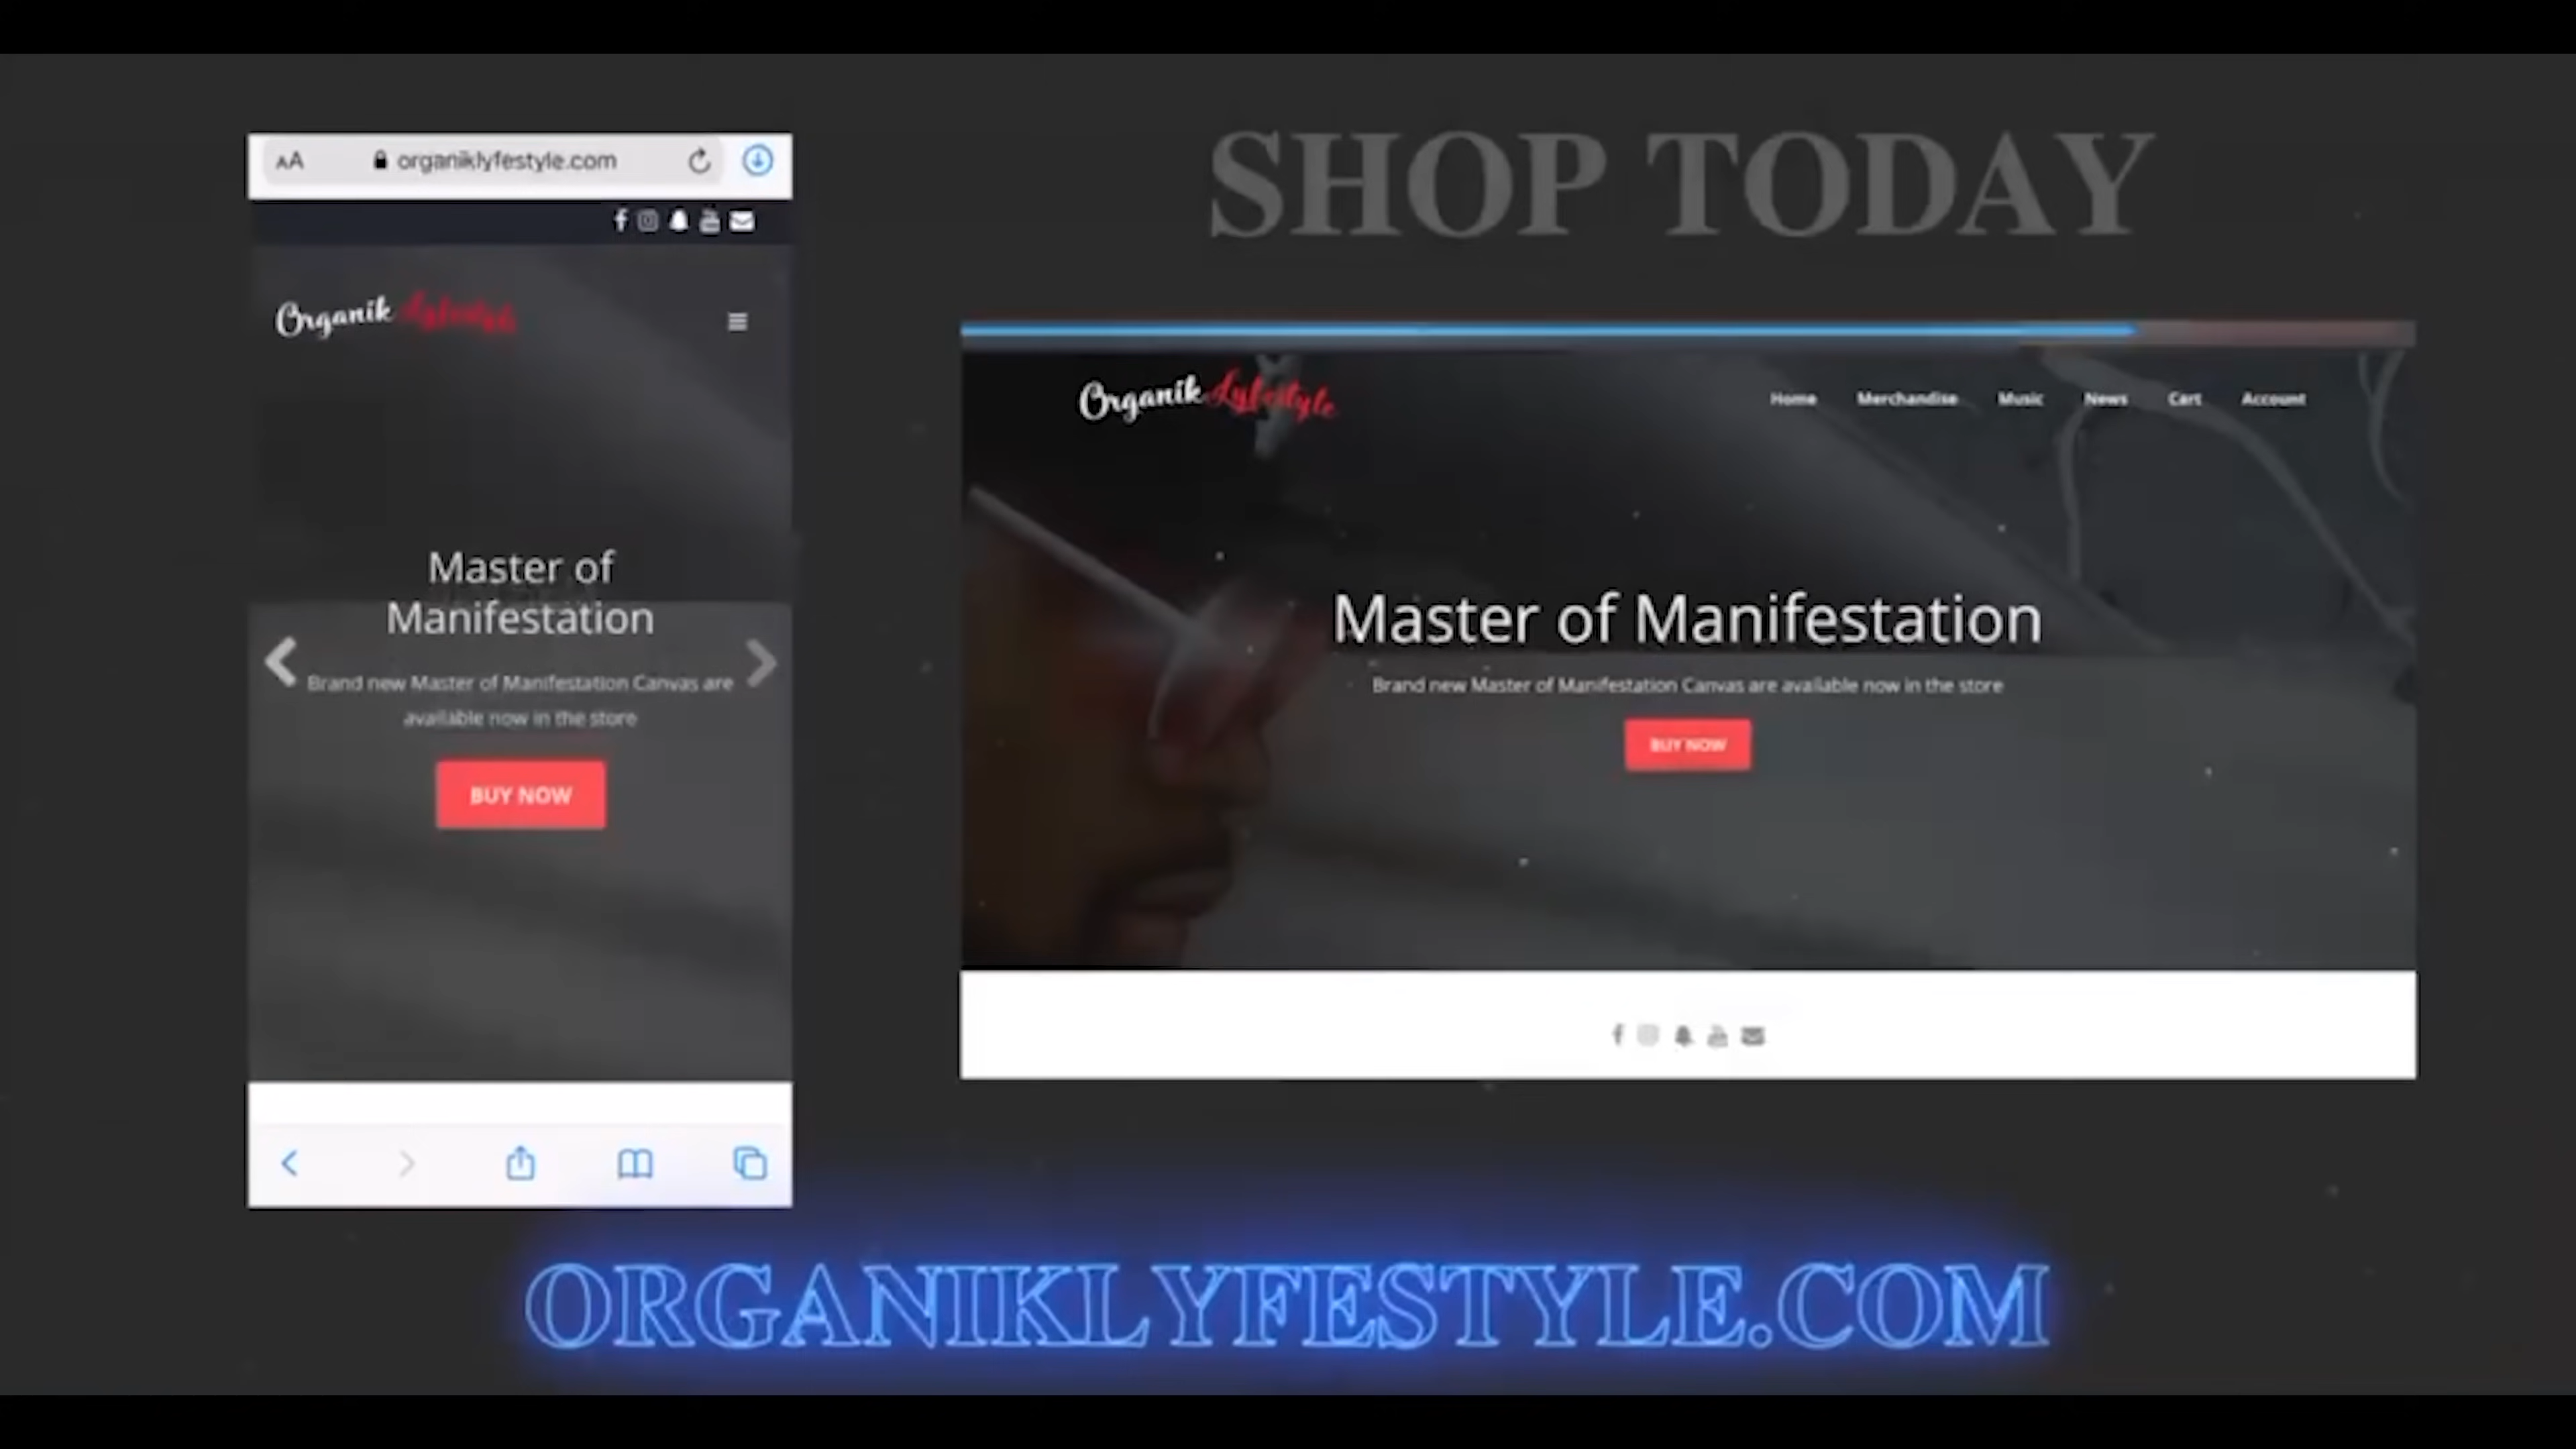 SHOP TODAY
AA organiklyfestyle.com
Organik Lyfestyle
Master of
Manifestation
Brand new Master of Manifestation Canvas are
available now in the store
BUY NOW
Organik Lyfestyle
Home Merchandise Music News Cart Account
Master of Manifestation
Brand new Master of Manifestation Canvas are available now in the store
BUY NOW
ORGANIKLYFESTYLE.COM